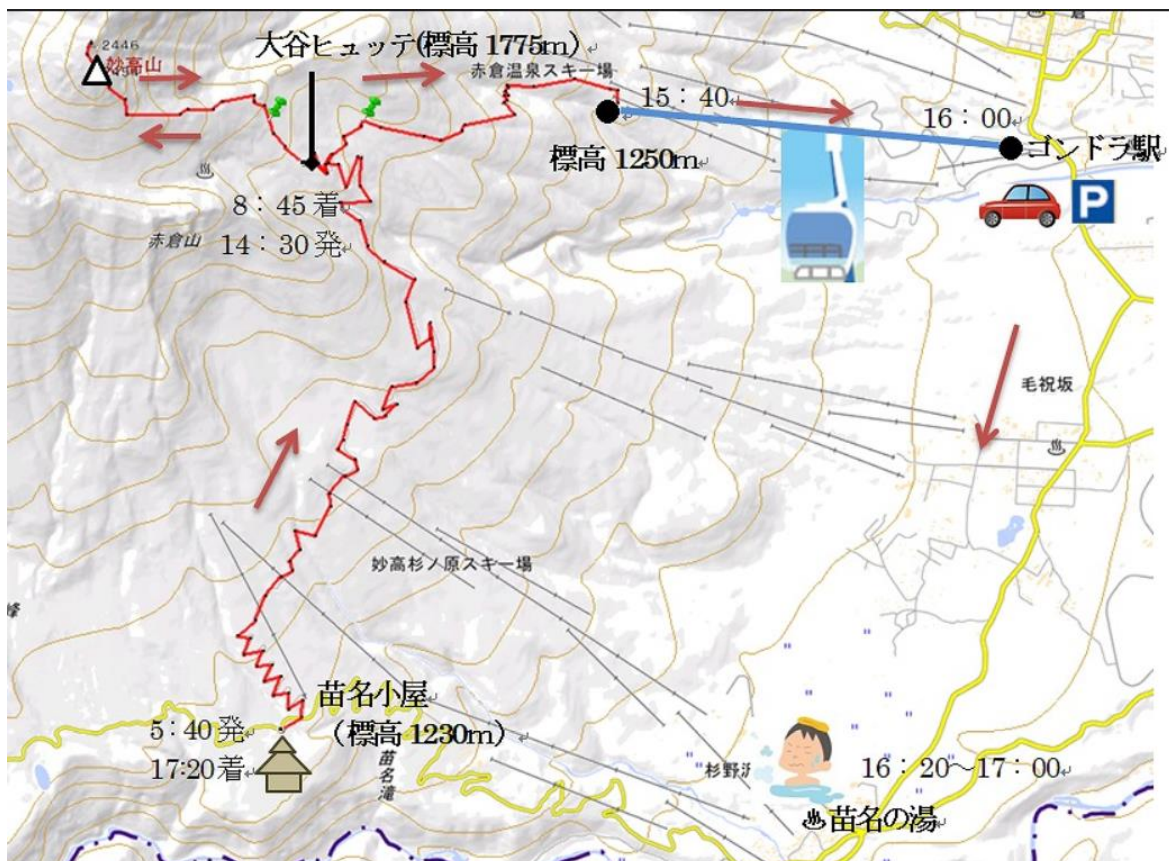 大谷ヒュッテ(標高 1775m)
2446
妙高山
赤倉温泉スキー場
15：40
16：00
ゴンドラ駅
標高 1250m
P
8：45 着
14：30 発
赤倉山
毛祝坂
妙高杉ノ原スキー場
峰
苗名小屋
(標高 1230m)
5：40 発
17:20 着
苗名滝
杉野沢
16：20～17：00
♨苗名の湯